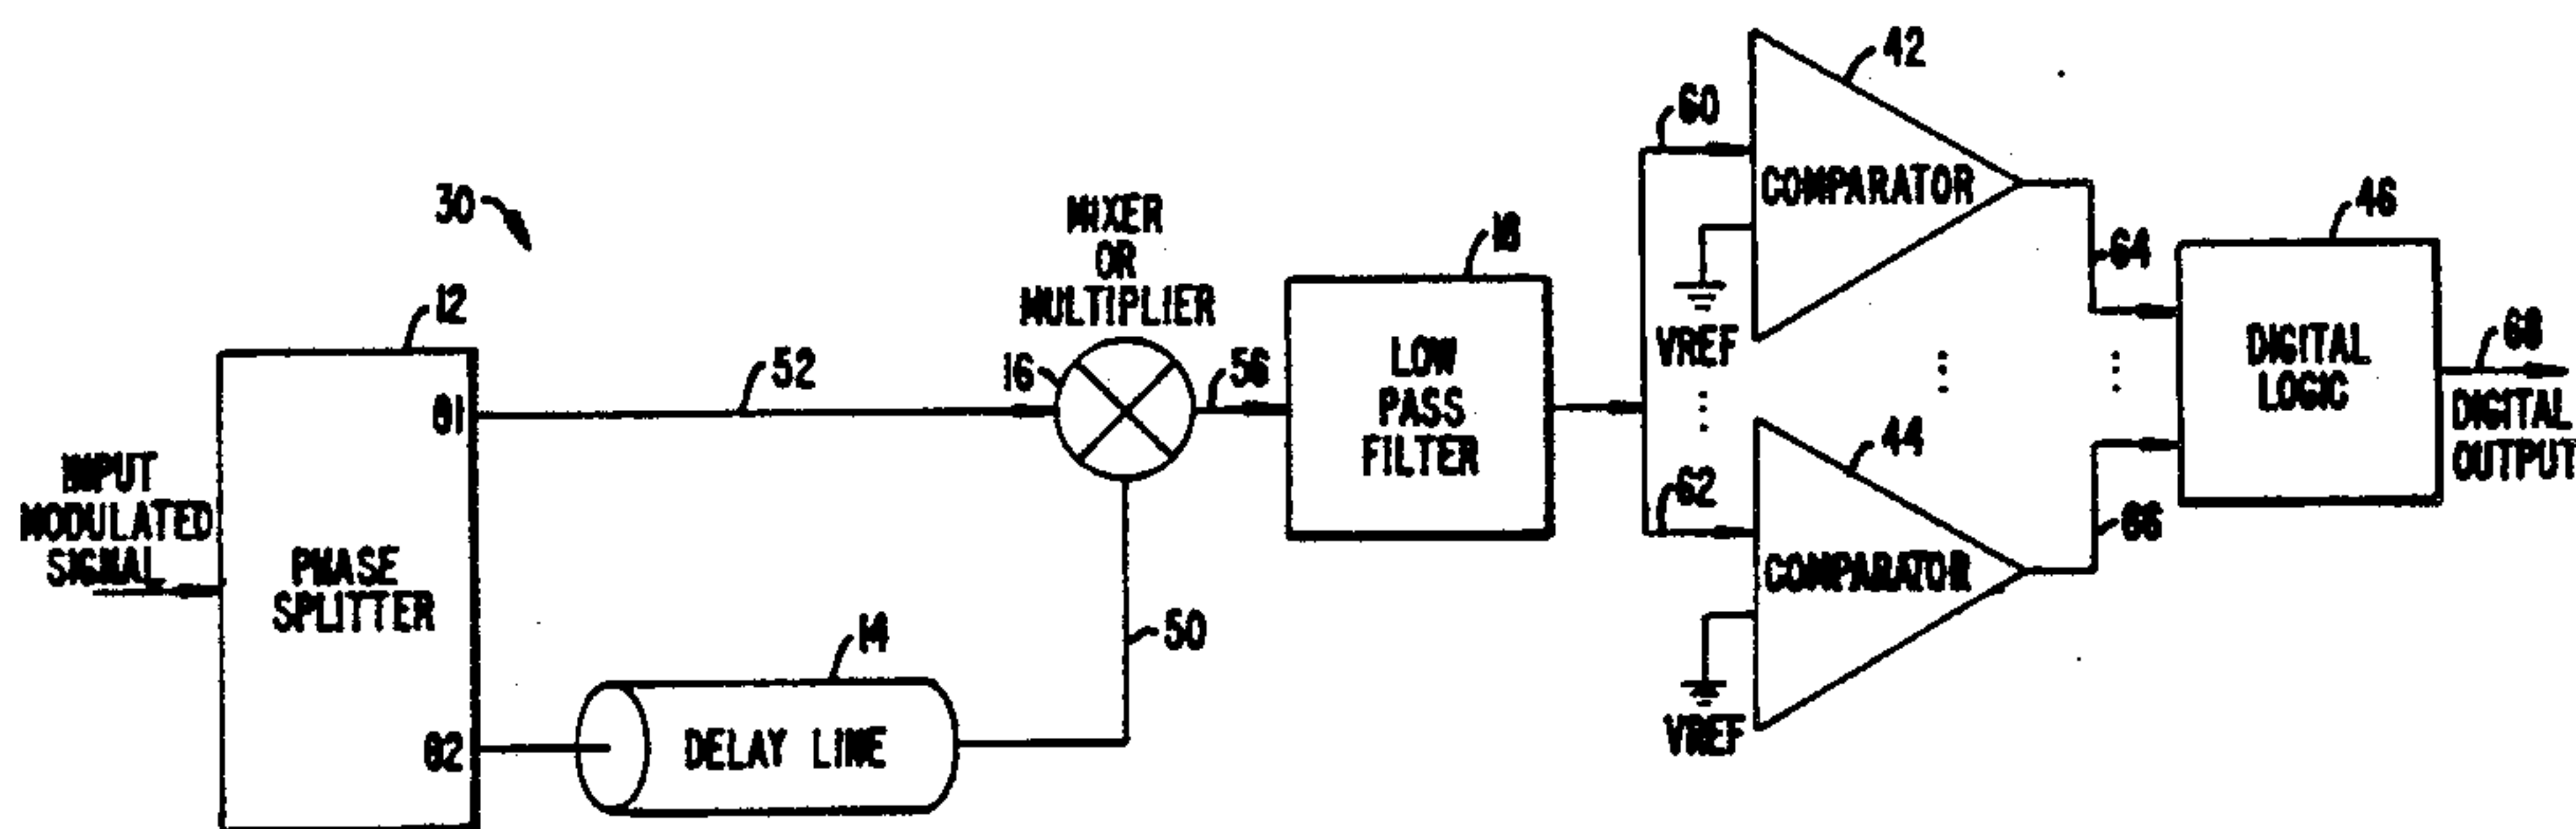 30
12
θ1
52
INPUT
MODULATED
SIGNAL
PHASE
SPLITTER
θ2
14
DELAY LINE
50
MIXER
OR
MULTIPLIER
16
56
18
LOW
PASS
FILTER
60
42
COMPARATOR
VREF
62
44
COMPARATOR
VREF
64
66
46
DIGITAL
LOGIC
68
DIGITAL
OUTPUT